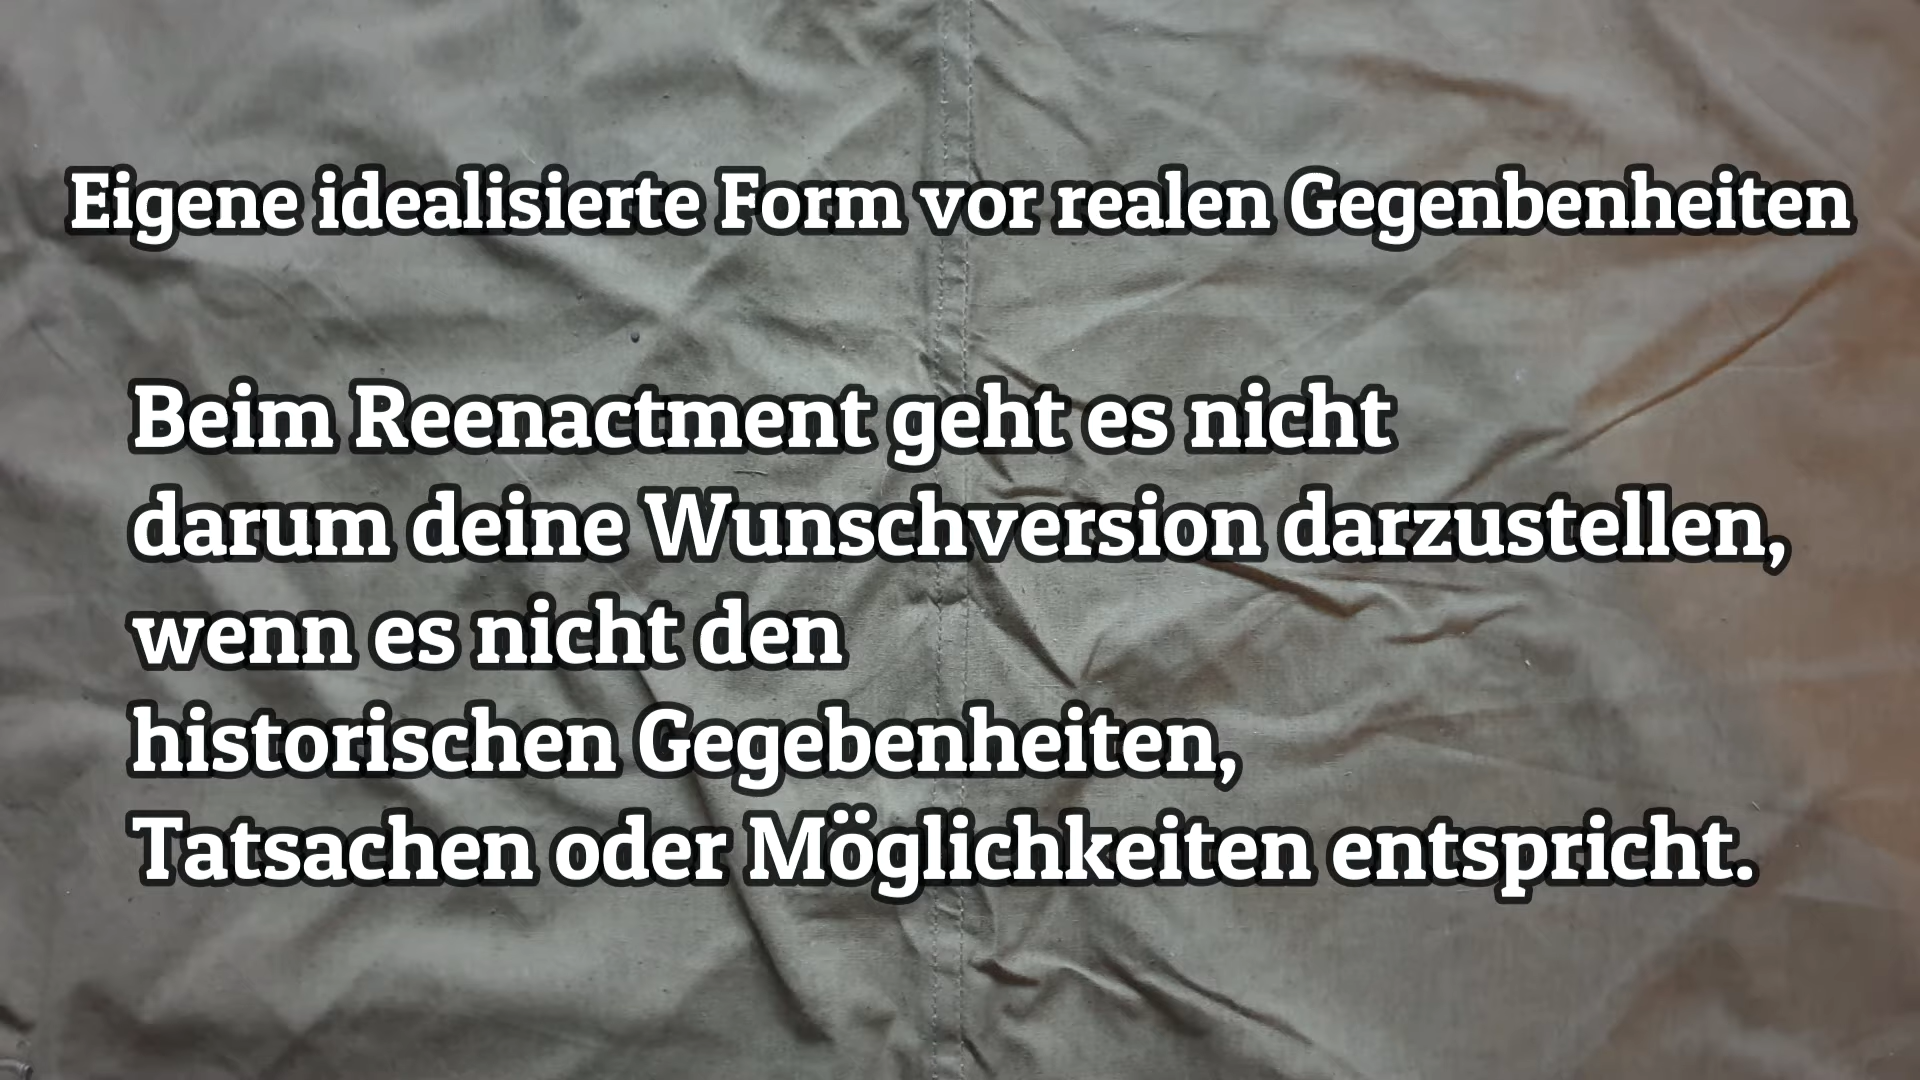 Eigene idealisierte Form vor realen Gegenbenheiten
Beim Reenactment geht es nicht
darum deine Wunschversion darzustellen,
wenn es nicht den
historischen Gegebenheiten,
Tatsachen oder Möglichkeiten entspricht.